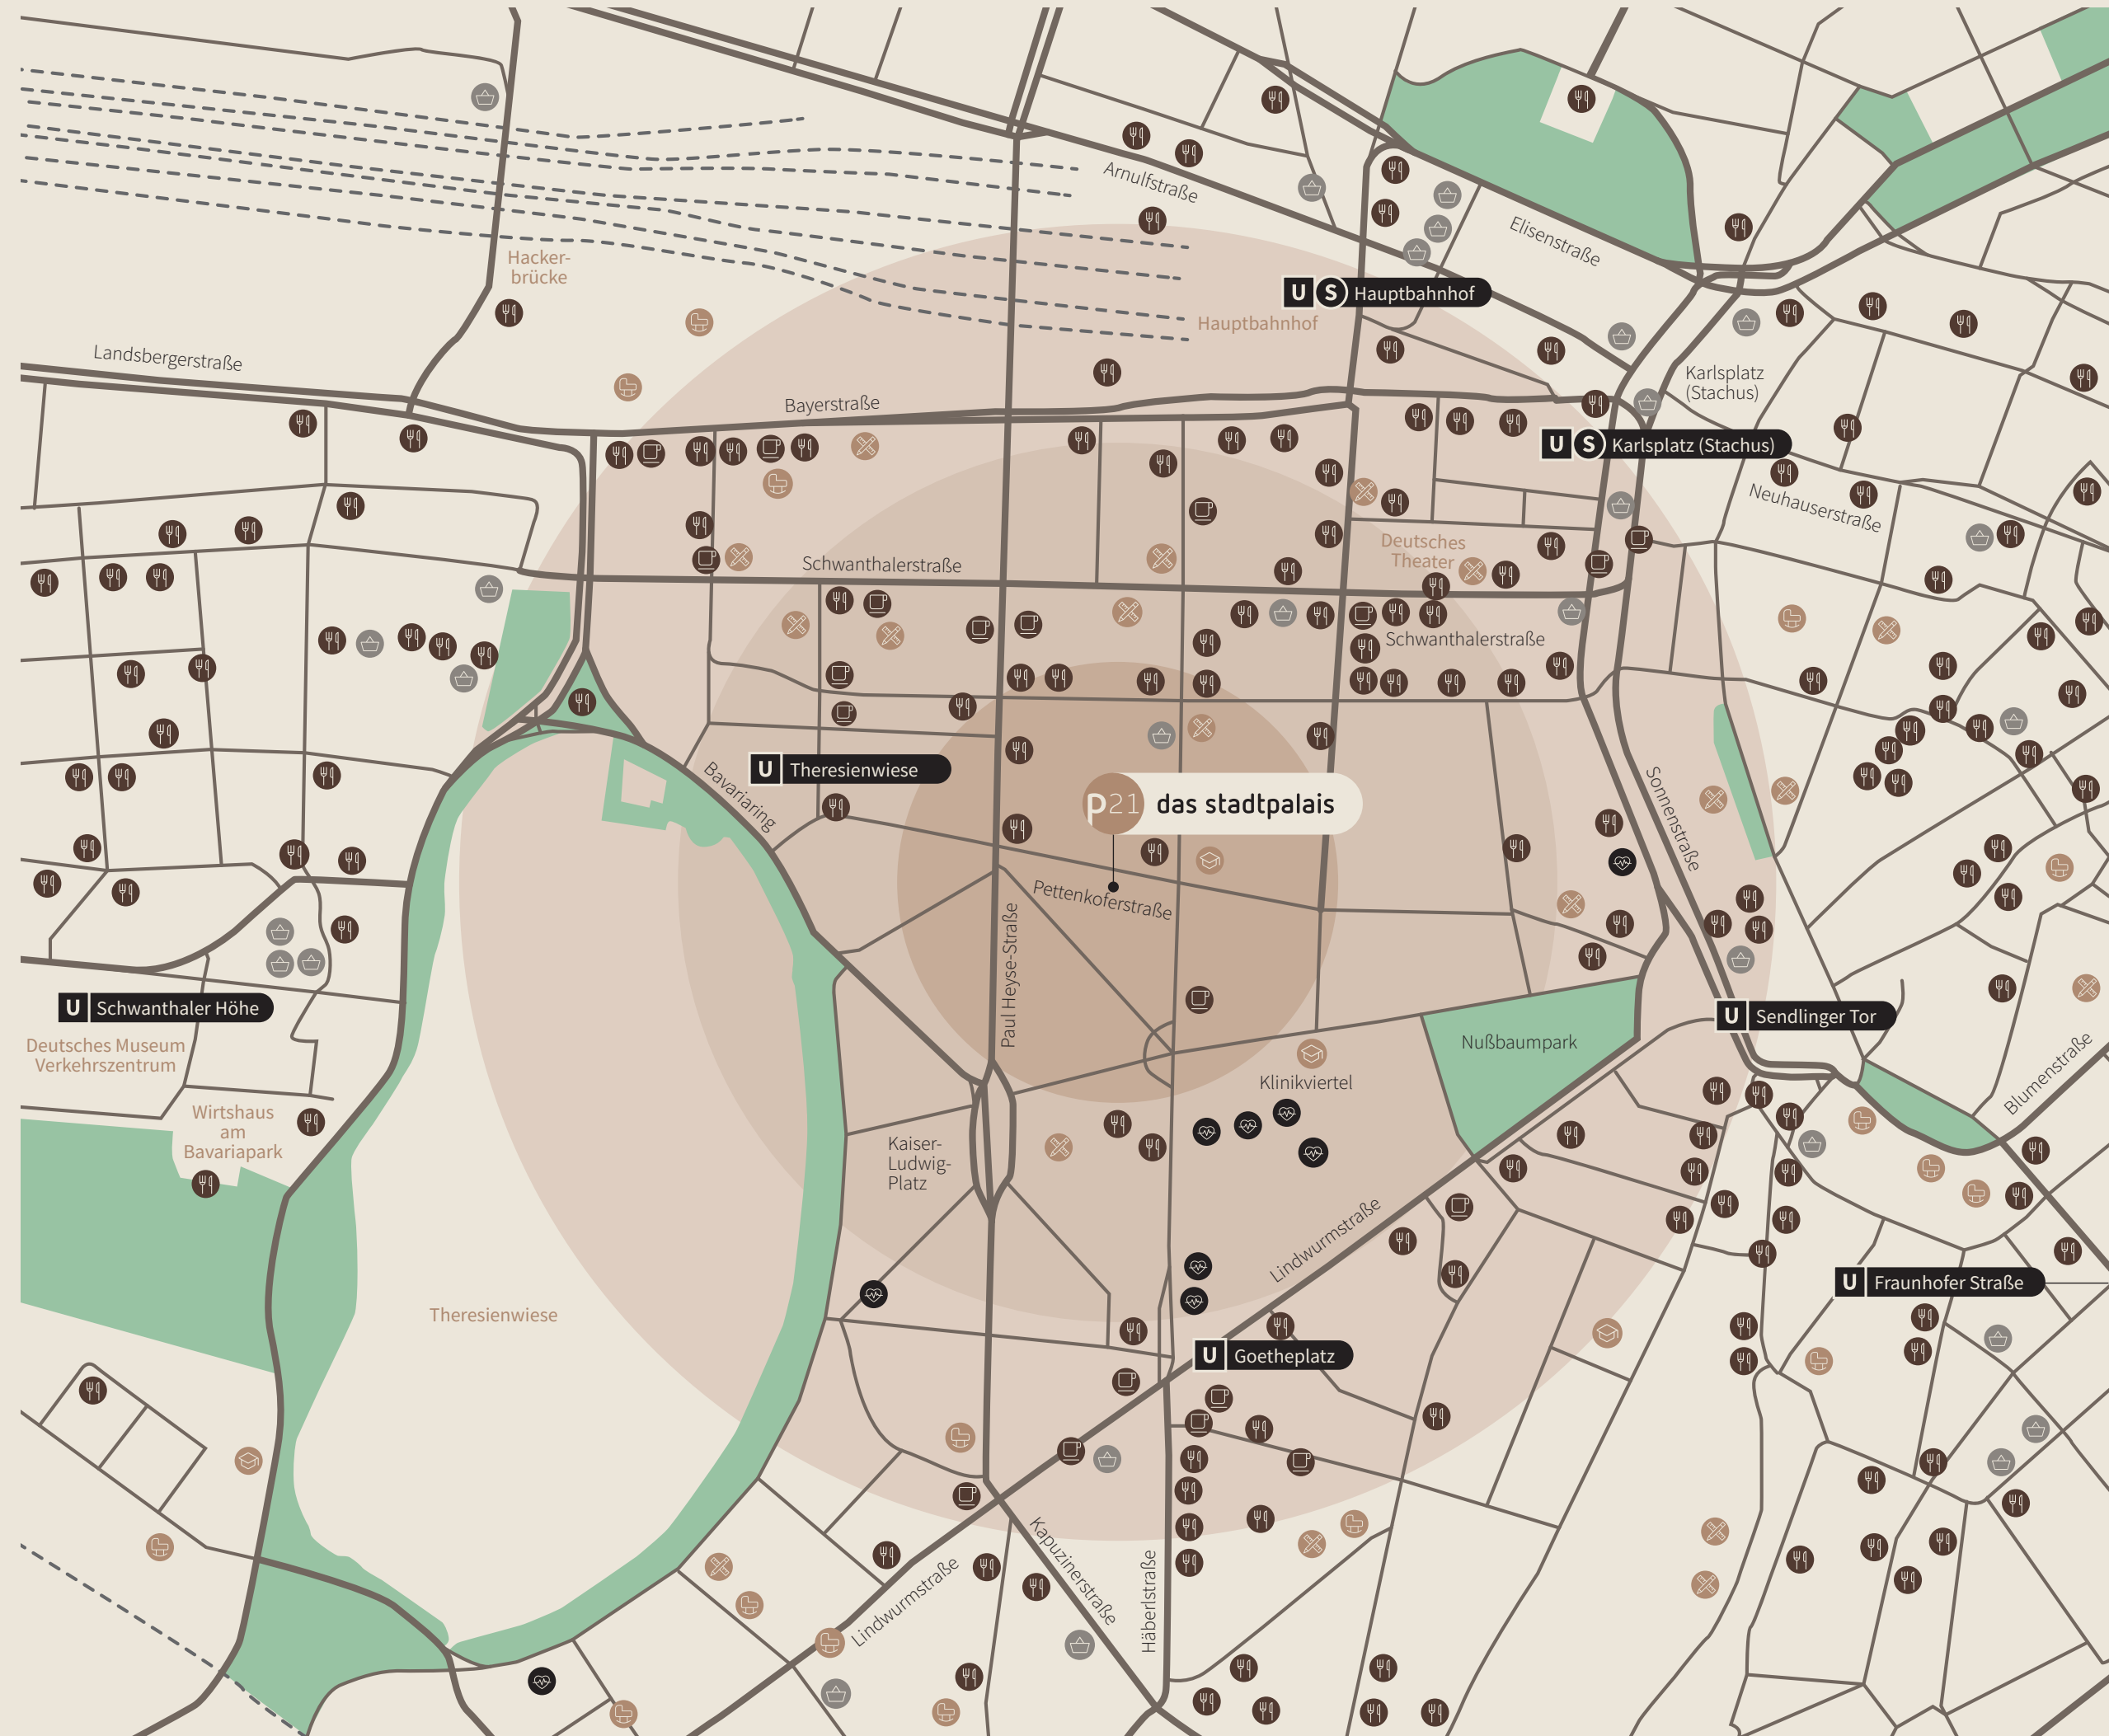 Arnulfstraße
Elisenstraße
Hacker-
brücke
U S Hauptbahnhof
Hauptbahnhof
Landsbergerstraße
Karlsplatz
(Stachus)
Bayerstraße
U S Karlsplatz (Stachus)
Neuhauserstraße
Deutsches
Theater
Schwanthalerstraße
Schwanthalerstraße
U Theresienwiese
Bavariaring
p21 das stadtpalais
Sonnenstraße
Pettenkoferstraße
Paul Heyse-Straße
U Schwanthaler Höhe
U Sendlinger Tor
Deutsches Museum
Verkehrszentrum
Nußbaumpark
Klinikviertel
Blumenstraße
Wirtshaus
am
Bavariapark
Kaiser-
Ludwig-
Platz
Lindwurmstraße
U Fraunhofer Straße
Theresienwiese
U Goetheplatz
Kapuzinerstraße
Häberlstraße
Lindwurmstraße